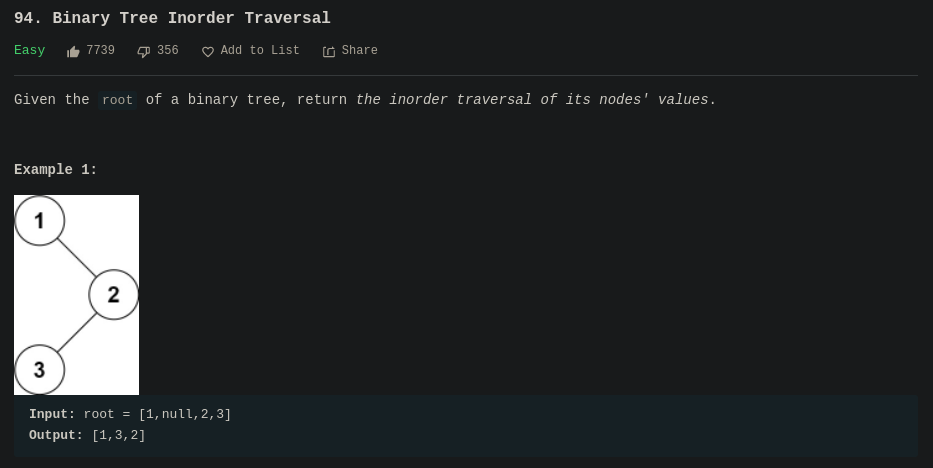 94. Binary Tree Inorder Traversal
Easy 7739 356 Add to List Share
Given the root of a binary tree, return the inorder traversal of its nodes' values.
Example 1:
1
2
3
Input: root = [1,null,2,3]
Output: [1,3,2]